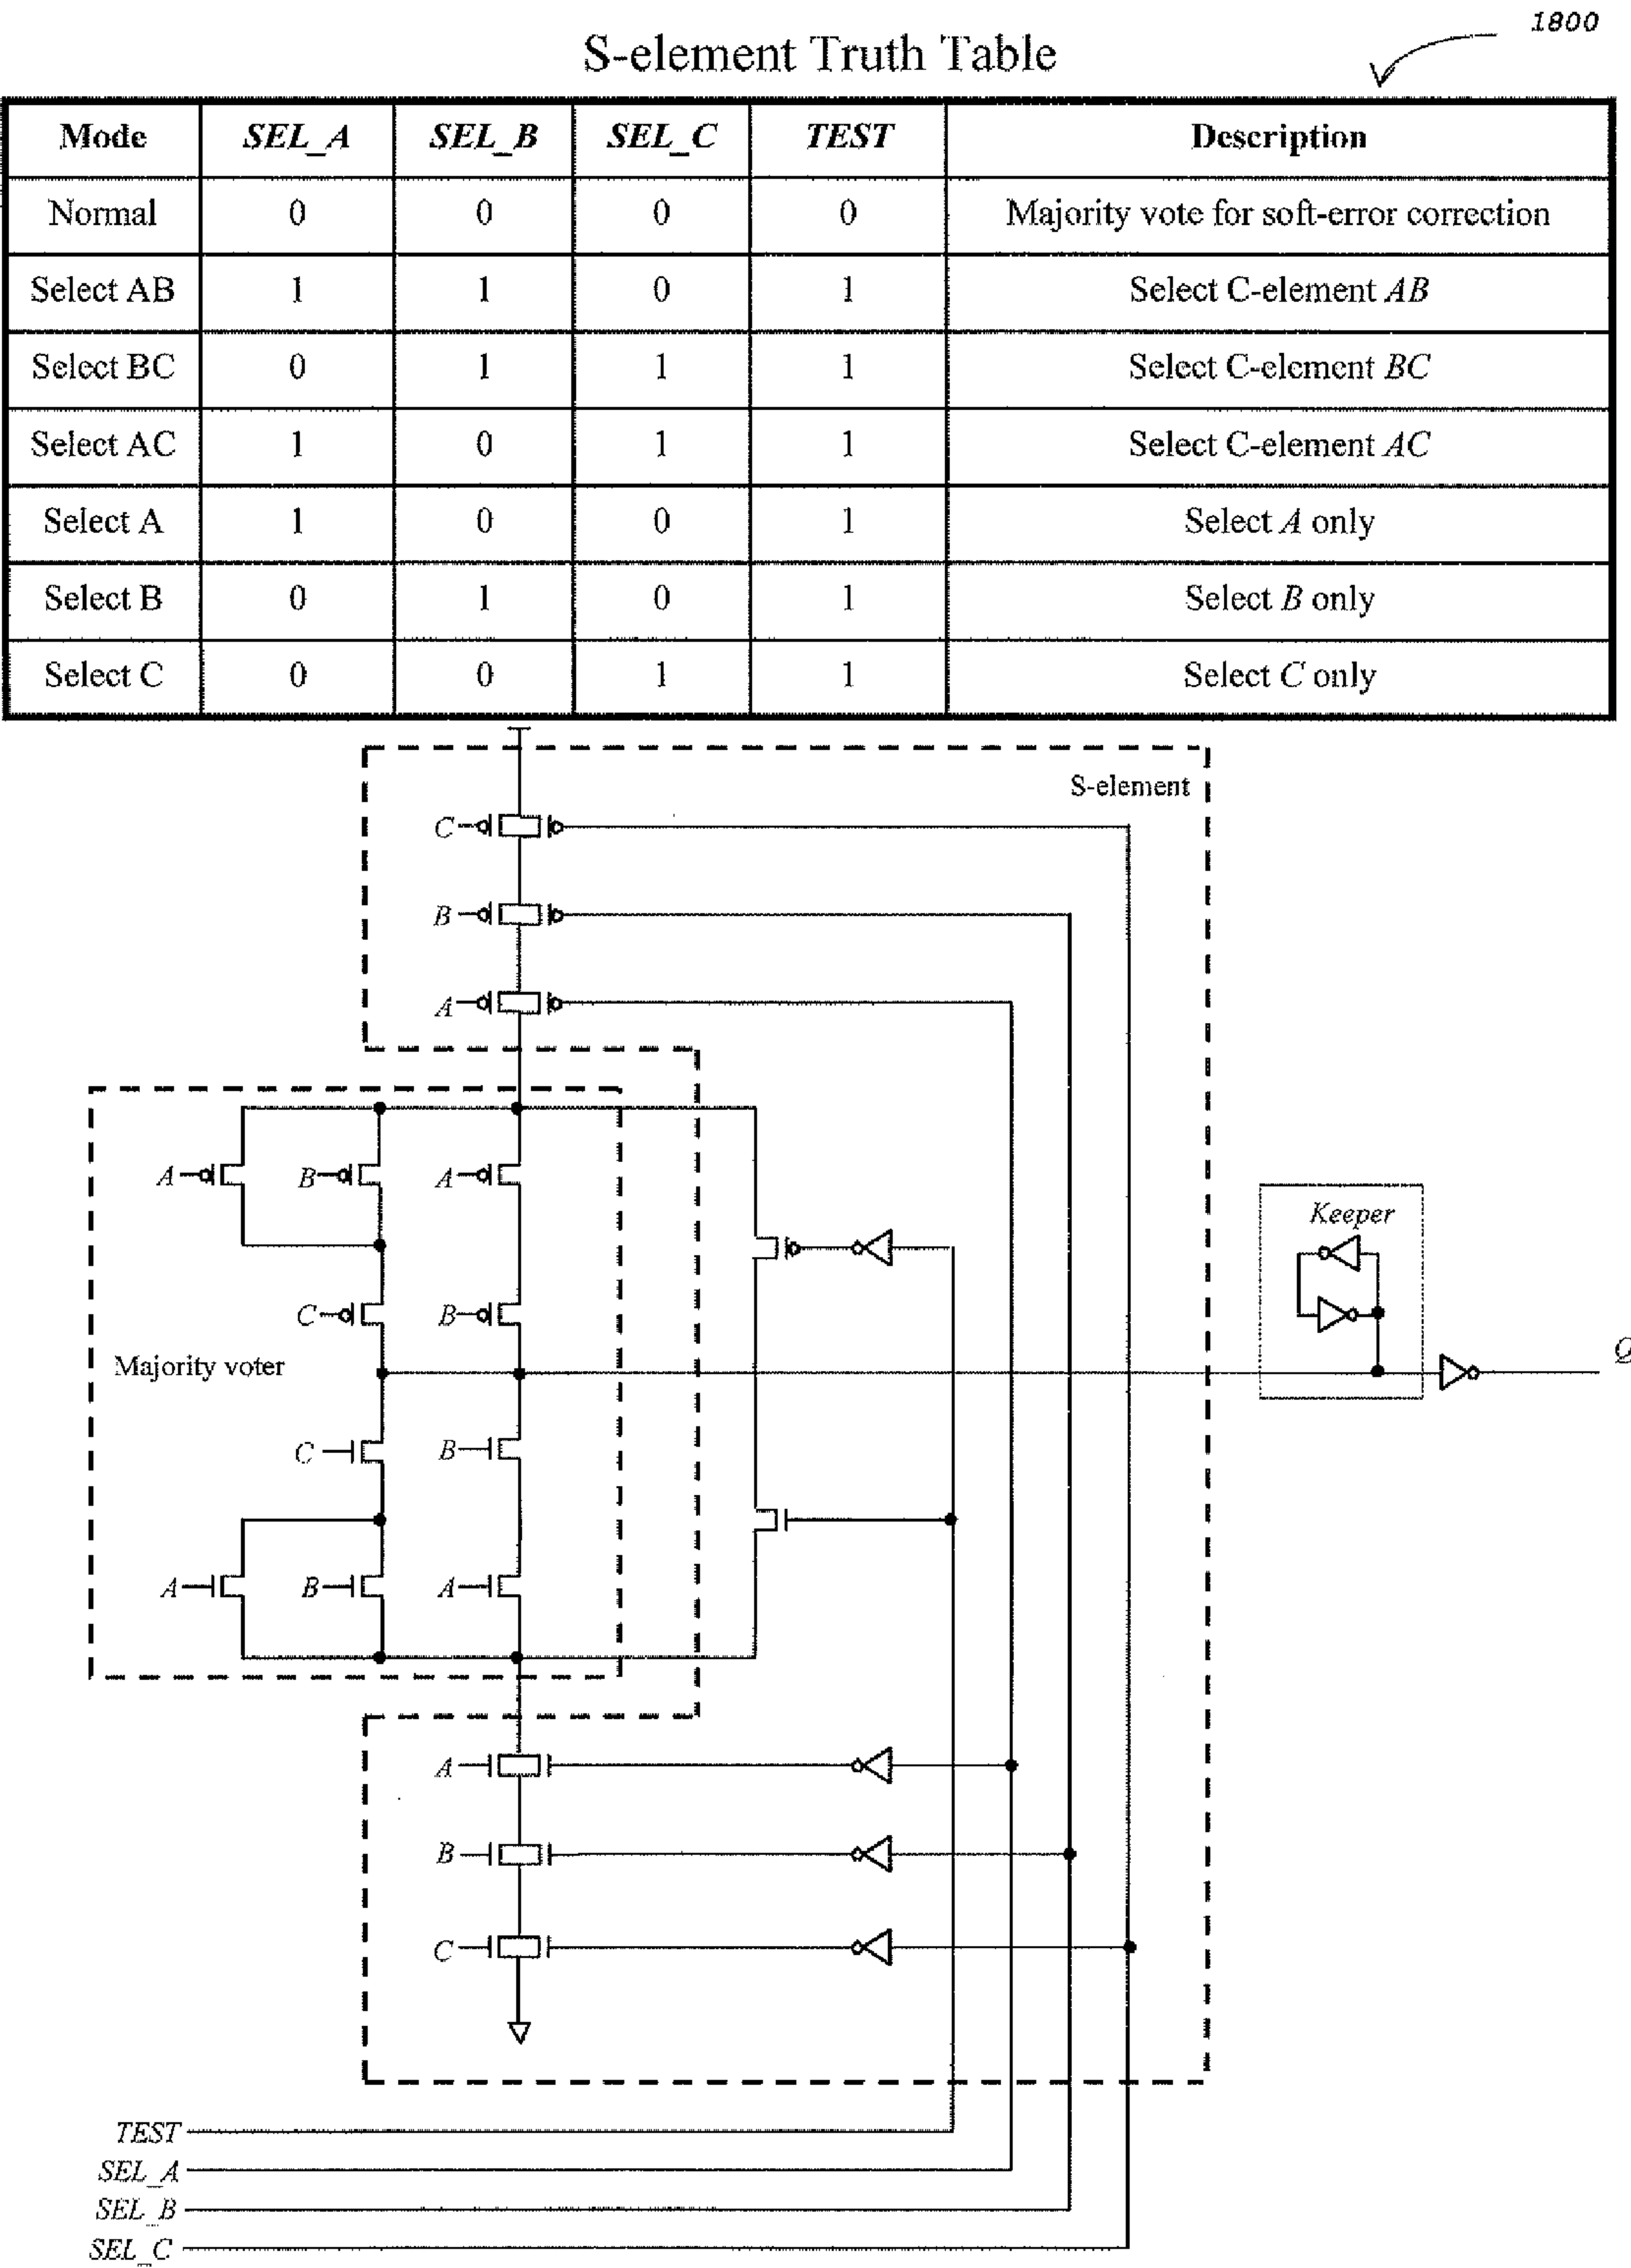 1800
S-element Truth Table
Mode SEL_A SEL_B SEL_C TEST Description
Normal 0 0 0 0 Majority vote for soft-error correction
Select AB 1 1 0 1 Select C-element AB
Select BC 0 1 1 1 Select C-element BC
Select AC 1 0 1 1 Select C-element AC
Select A 1 0 0 1 Select A only
Select B 0 1 0 1 Select B only
Select C 0 0 1 1 Select C only
S-element
C
B
A
A B A
Keeper
C B
Q
Majority voter
C B
A B A
A
B
C
TEST
SEL_A
SEL_B
SEL_C